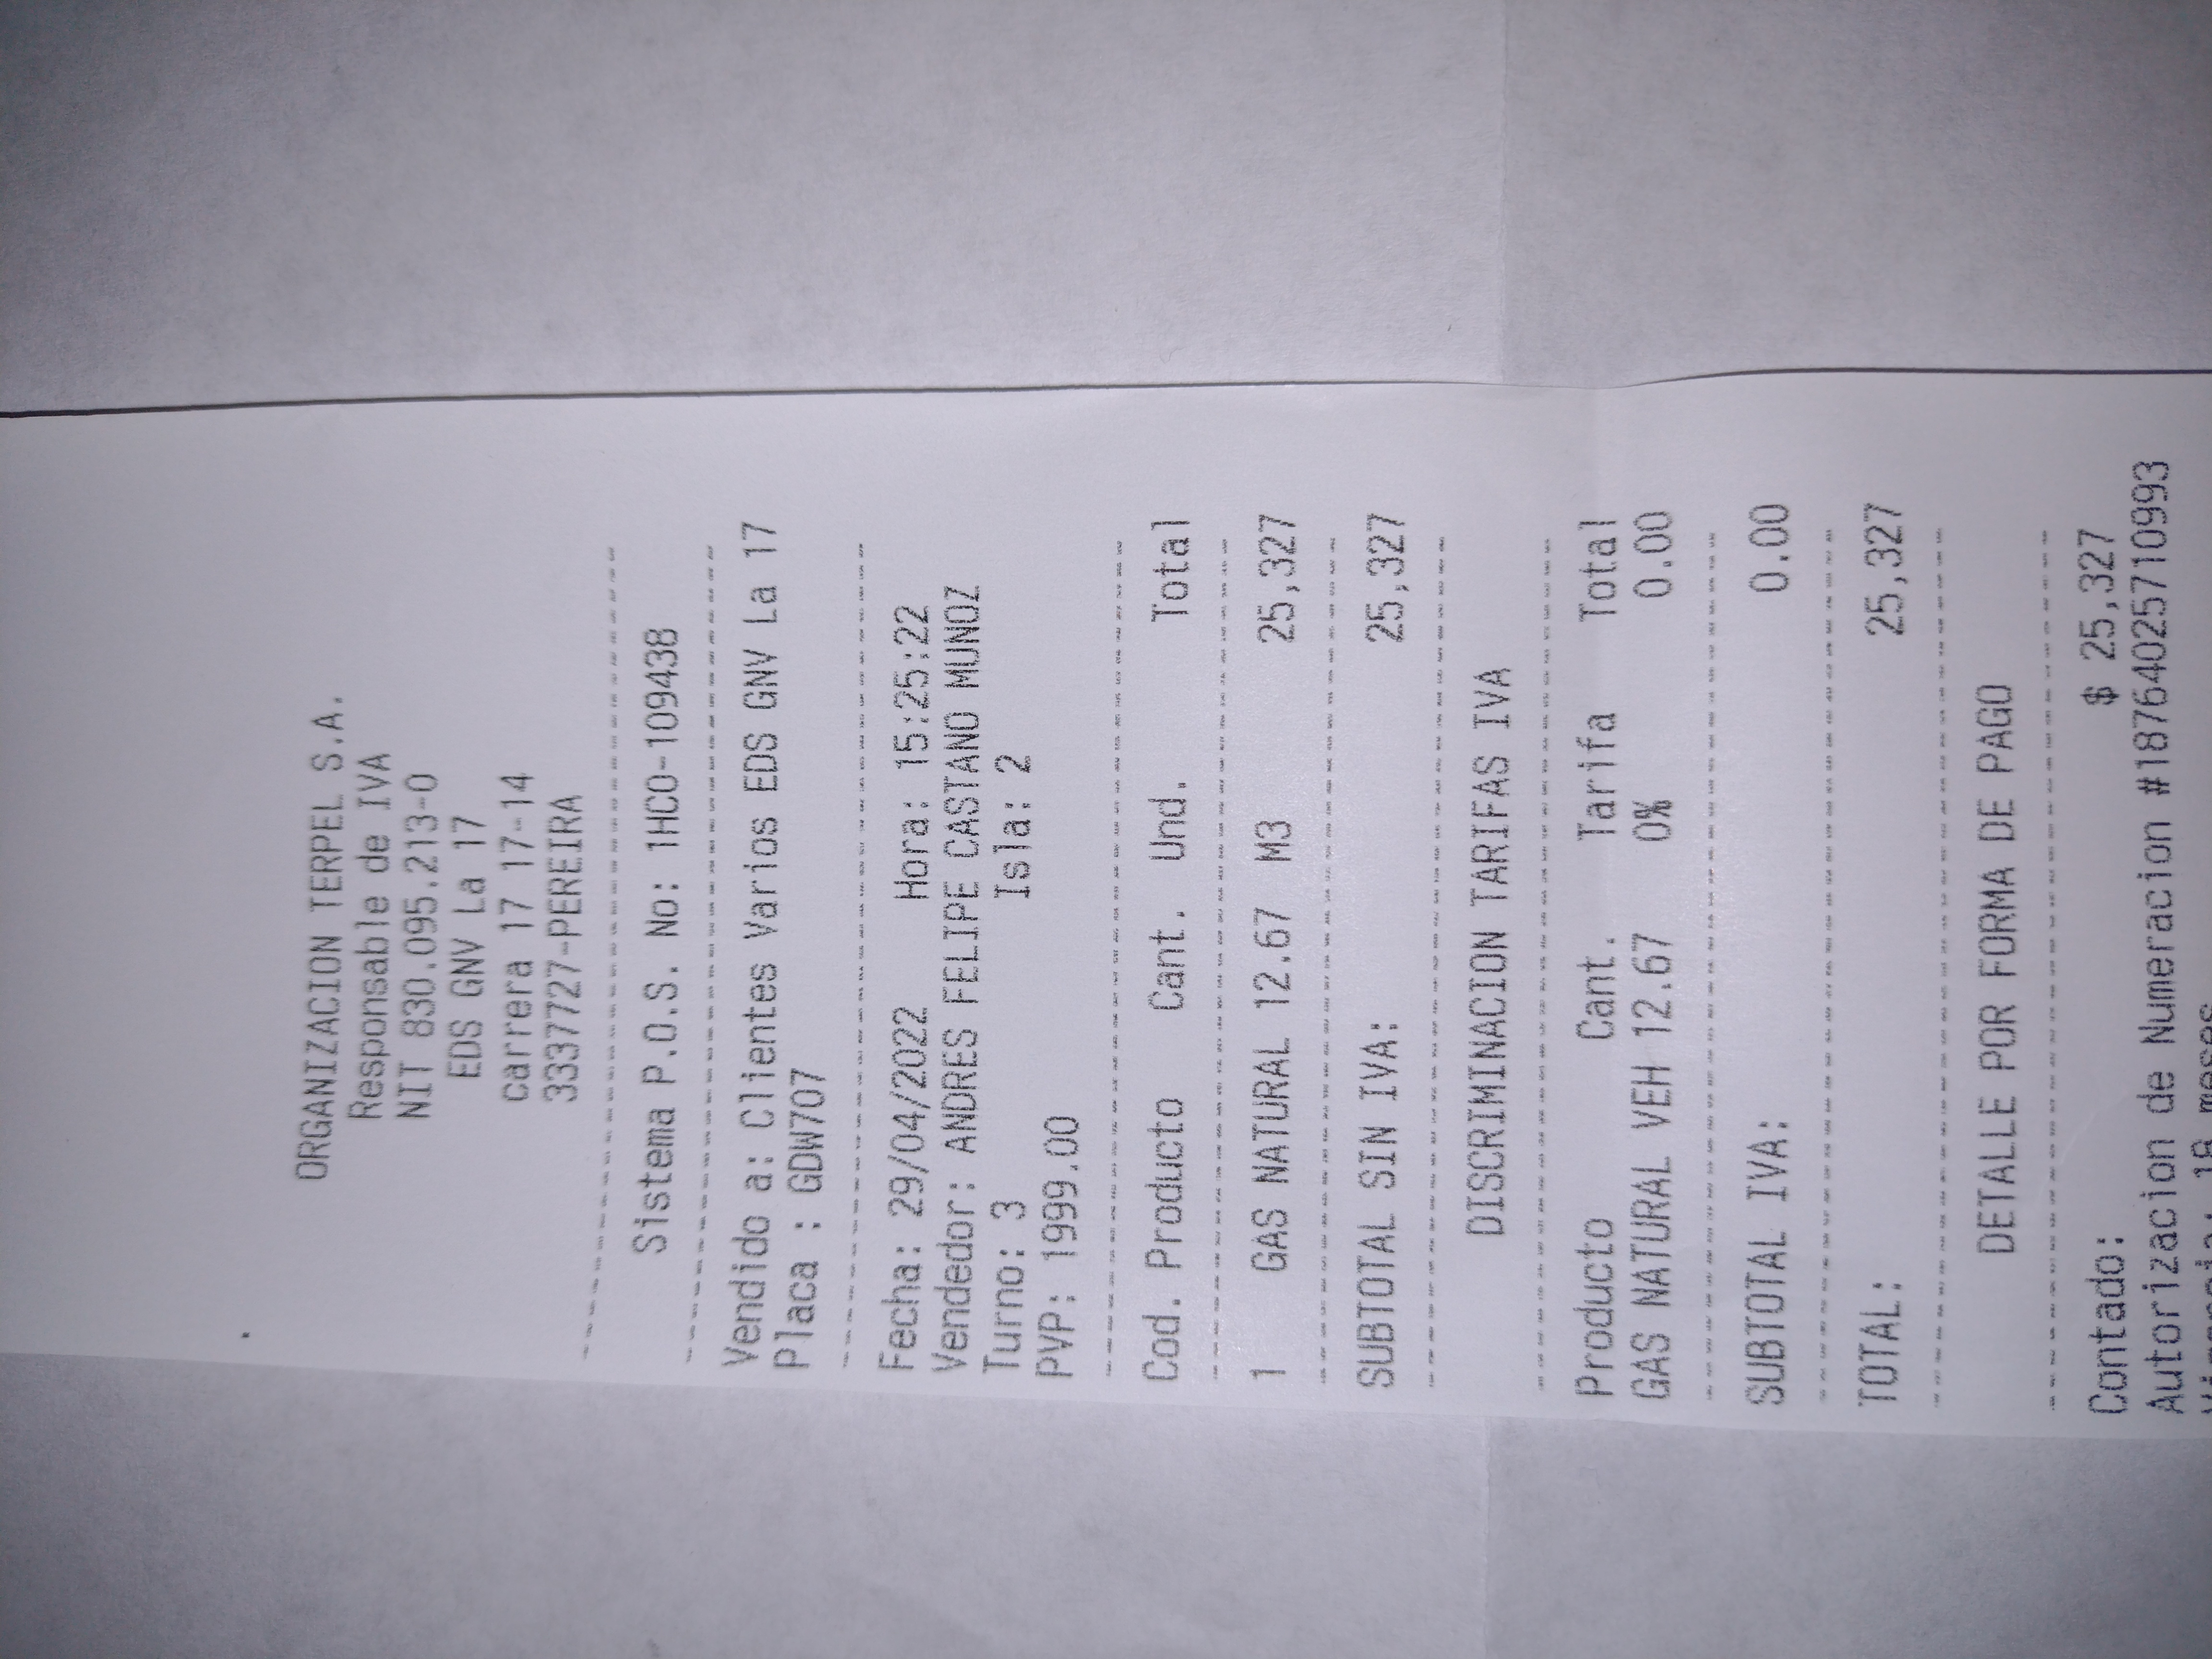 ORGANIZACION TERPEL S.A.
Responsable de IVA
NIT 830.095.213-0
EDS GNV La 17
carrera 17 17-14
3337727-PEREIRA
Sistema P.O.S. No: 1HCO-109438
Vendido a: Clientes Varios EDS GNV La 17
Placa : GDW707
Fecha: 29/04/2022 Hora: 15:25:22
Vendedor: ANDRES FELIPE CASTANO MUNOZ
Turno: 3 Isla: 2
PVP: 1999.00
Cod. Producto Cant. Und. Total
1 GAS NATURAL 12.67 M3 25,327
SUBTOTAL SIN IVA: 25,327
DISCRIMINACION TARIFAS IVA
Producto Cant. Tarifa Total
GAS NATURAL VEH 12.67 0% 0.00
SUBTOTAL IVA: 0.00
TOTAL: 25,327
DETALLE POR FORMA DE PAGO
Contado: $ 25,327
Autorizacion de Numeracion #18764025710993
18 meses